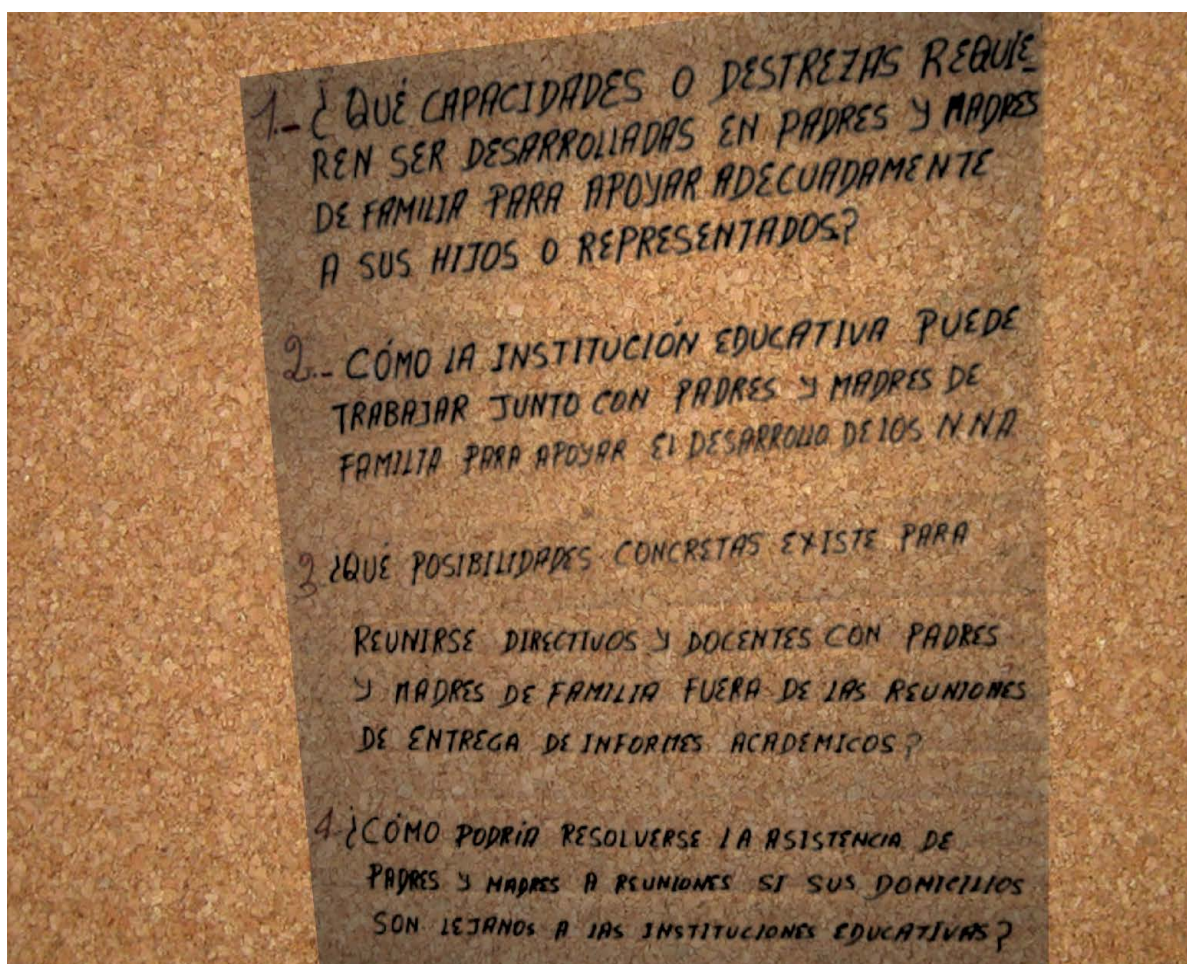 1.- ¿QUÉ CAPACIDADES O DESTREZAS REQUIE_
REN SER DESARROLLADAS EN PADRES Y MADRES
DE FAMILIA PARA APOYAR ADECUADAMENTE
A SUS HIJOS O REPRESENTADOS?
2.- CÓMO LA INSTITUCIÓN EDUCATIVA PUEDE
TRABAJAR JUNTO CON PADRES Y MADRES DE
FAMILIA PARA APOYAR EL DESARROLLO DE LOS N.N.A
3 ¿QUÉ POSIBILIDADES CONCRETAS EXISTE PARA
REUNIRSE DIRECTIVOS Y DOCENTES CON PADRES
Y MADRES DE FAMILIA FUERA DE LAS REUNIONES
DE ENTREGA DE INFORMES ACADEMICOS?
4-¿CÓMO PODRÍA RESOLVERSE LA ASISTENCIA DE
PADRES Y MADRES A REUNIONES SI SUS DOMICILIOS
SON LEJANOS A LAS INSTITUCIONES EDUCATIVAS?